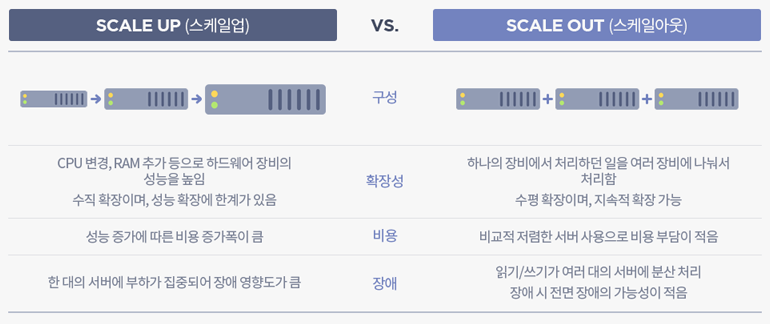 SCALE UP (스케일업)
VS.
SCALE OUT (스케일아웃)
구성
CPU 변경, RAM 추가 등으로 하드웨어 장비의
성능을 높임
수직 확장이며, 성능 확장에 한계가 있음
확장성
하나의 장비에서 처리하던 일을 여러 장비에 나눠서
처리함
수평 확장이며, 지속적 확장 가능
성능 증가에 따른 비용 증가폭이 큼
비용
비교적 저렴한 서버 사용으로 비용 부담이 적음
한 대의 서버에 부하가 집중되어 장애 영향도가 큼
장애
읽기/쓰기가 여러 대의 서버에 분산 처리
장애 시 전면 장애의 가능성이 적음